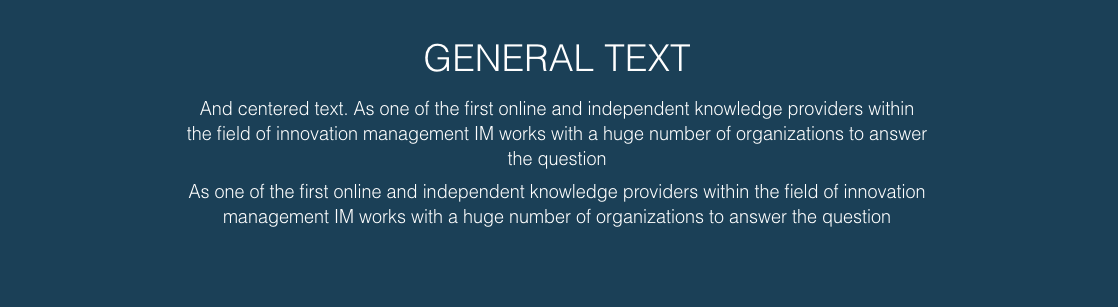 GENERAL TEXT
And centered text. As one of the first online and independent knowledge providers within
the field of innovation management IM works with a huge number of organizations to answer
the question
As one of the first online and independent knowledge providers within the field of innovation
management IM works with a huge number of organizations to answer the question